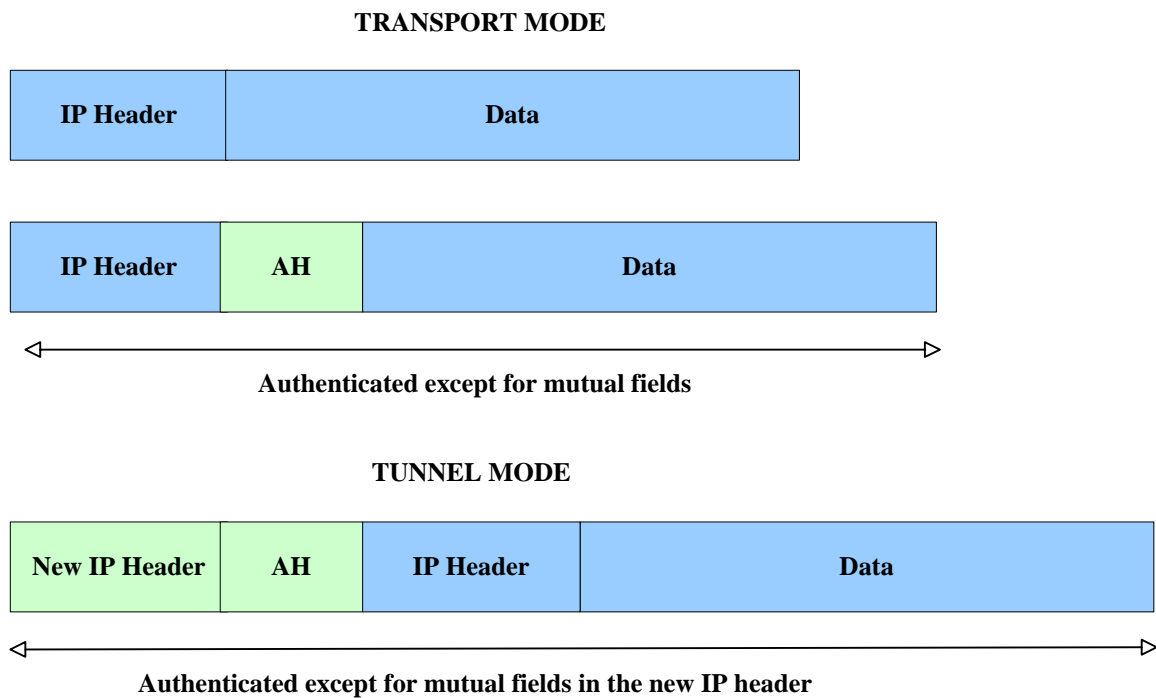 TRANSPORT MODE
IP Header Data
IP Header AH Data
Authenticated except for mutual fields
TUNNEL MODE
New IP Header AH IP Header Data
Authenticated except for mutual fields in the new IP header